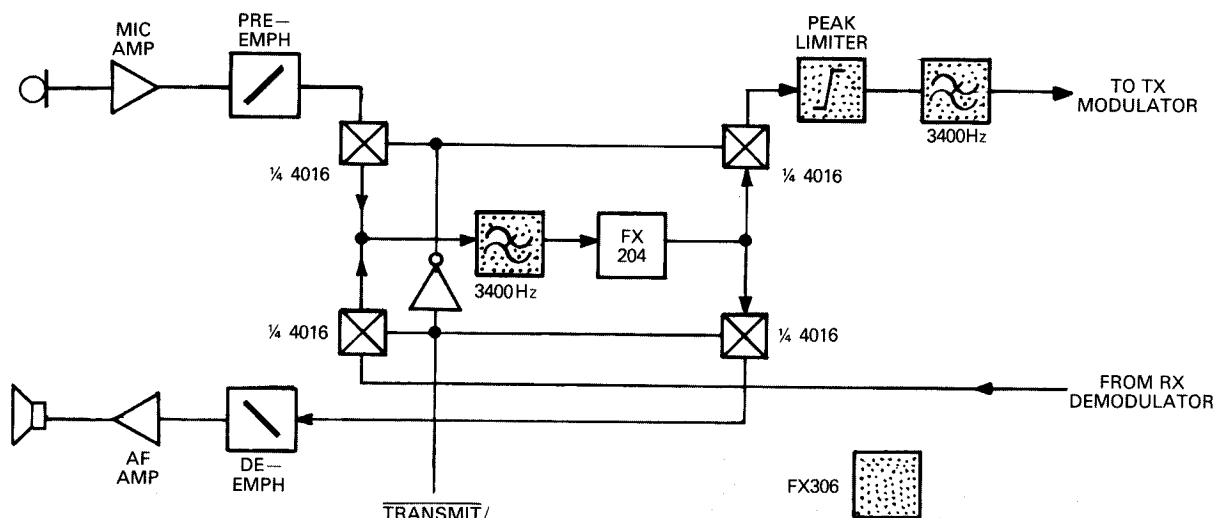 MIC
AMP
PRE—
EMPH
PEAK
LIMITER
TO TX
MODULATOR
3400Hz
¼ 4016
¼ 4016
FX
204
3400Hz
¼ 4016
¼ 4016
FROM RX
DEMODULATOR
AF
AMP
DE—
EMPH
FX306
TRANSMIT/